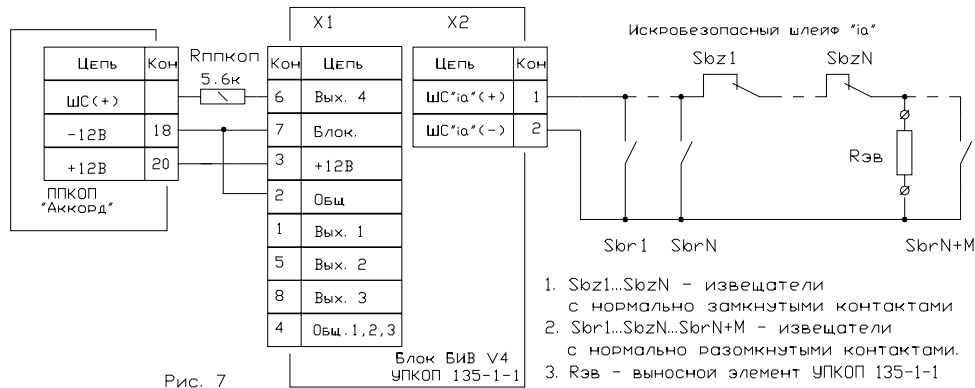 X1 X2
Искробезопасный шлейф "ia"
Цепь Кон
ШС(+)
-12В 18
+12В 20
ППКОП
"Аккорд"
Rппкоп
5.6к
Кон Цепь
6 Вых. 4
7 Блок.
3 +12В
2 Общ
1 Вых. 1
5 Вых. 2
8 Вых. 3
4 Общ.1,2,3
Цепь Кон
ШС"ia"(+) 1
ШС"ia"(-) 2
Sbz1 SbzN
Rэв
Sbr1 SbrN SbrN+M
Блок БИВ V4
УПКОП 135-1-1
1. Sbz1...SbzN - извещатели
с нормально замкнутыми контактами
2. Sbr1...SbzN...SbrN+M - извещатели
с нормально разомкнутыми контактами.
3. Rэв - выносной элемент УПКОП 135-1-1
Рис. 7